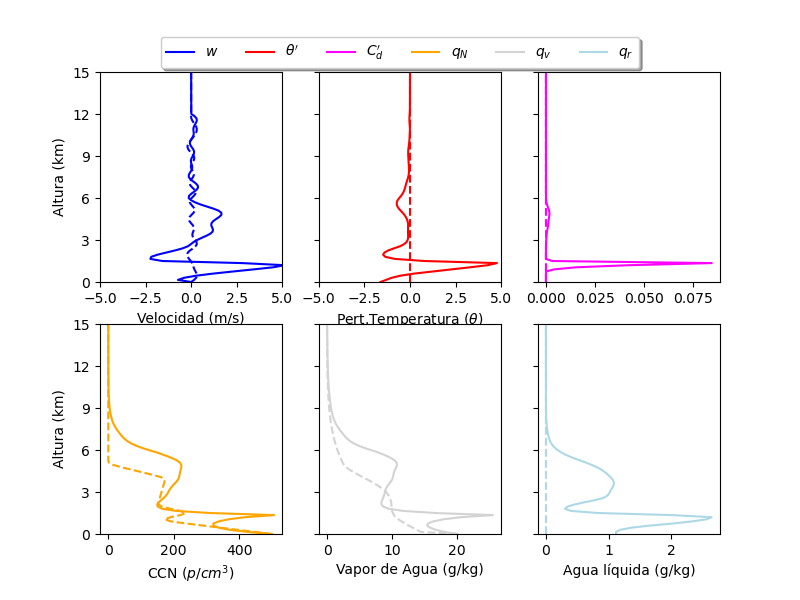 w θ′ C′d qN qv qr
15
12
9
6
3
0
Altura (km)
−5.0 −2.5 0.0 2.5 5.0
Velocidad (m/s)
−5.0 −2.5 0.0 2.5 5.0
Pert.Temperatura (θ)
0.000 0.025 0.050 0.075
15
12
9
6
3
0
Altura (km)
0 200 400
CCN (p/cm³)
0 10 20
Vapor de Agua (g/kg)
0 1 2
Agua líquida (g/kg)